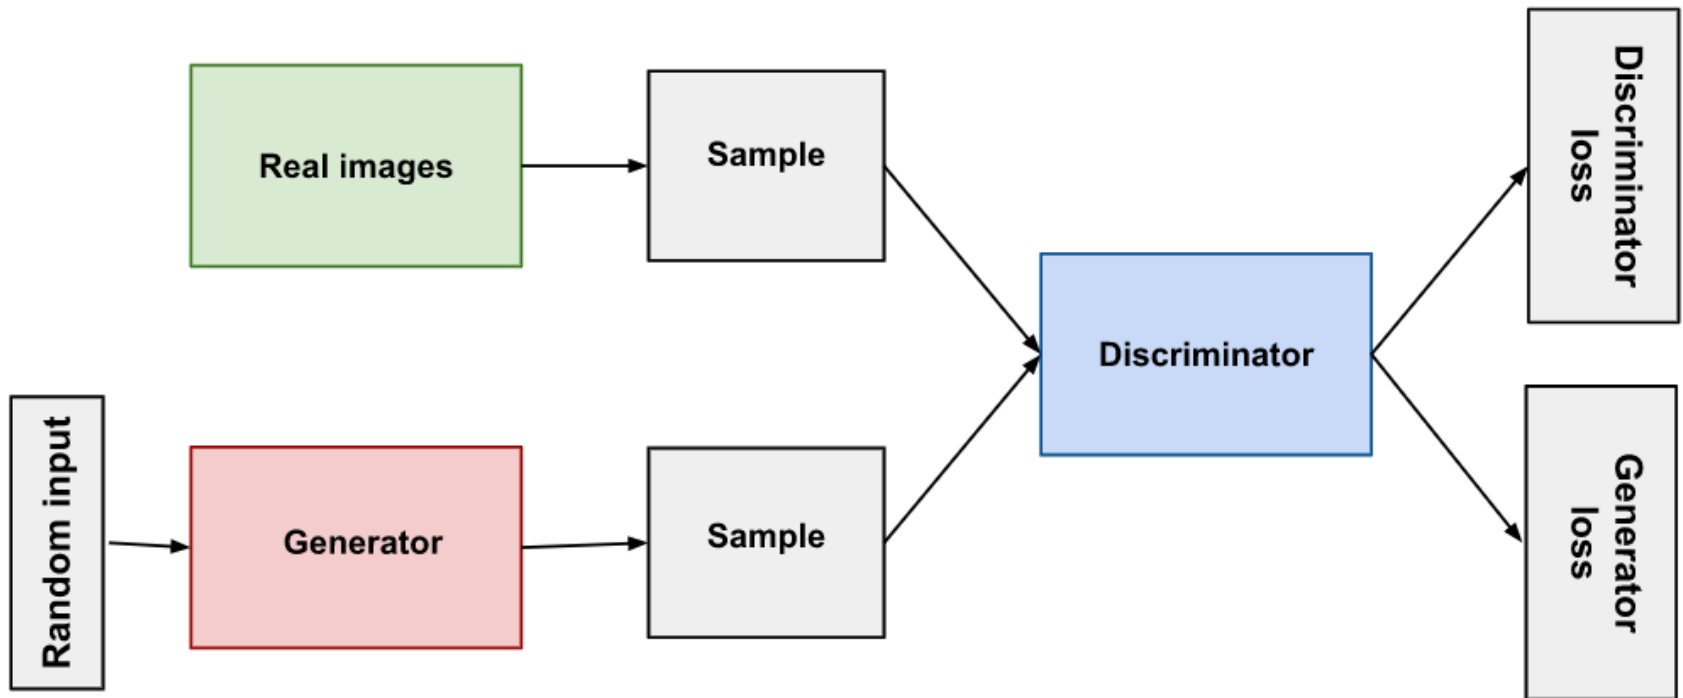 Real images
Sample
Discriminator
loss
Discriminator
Random input
Generator
Sample
Generator
loss